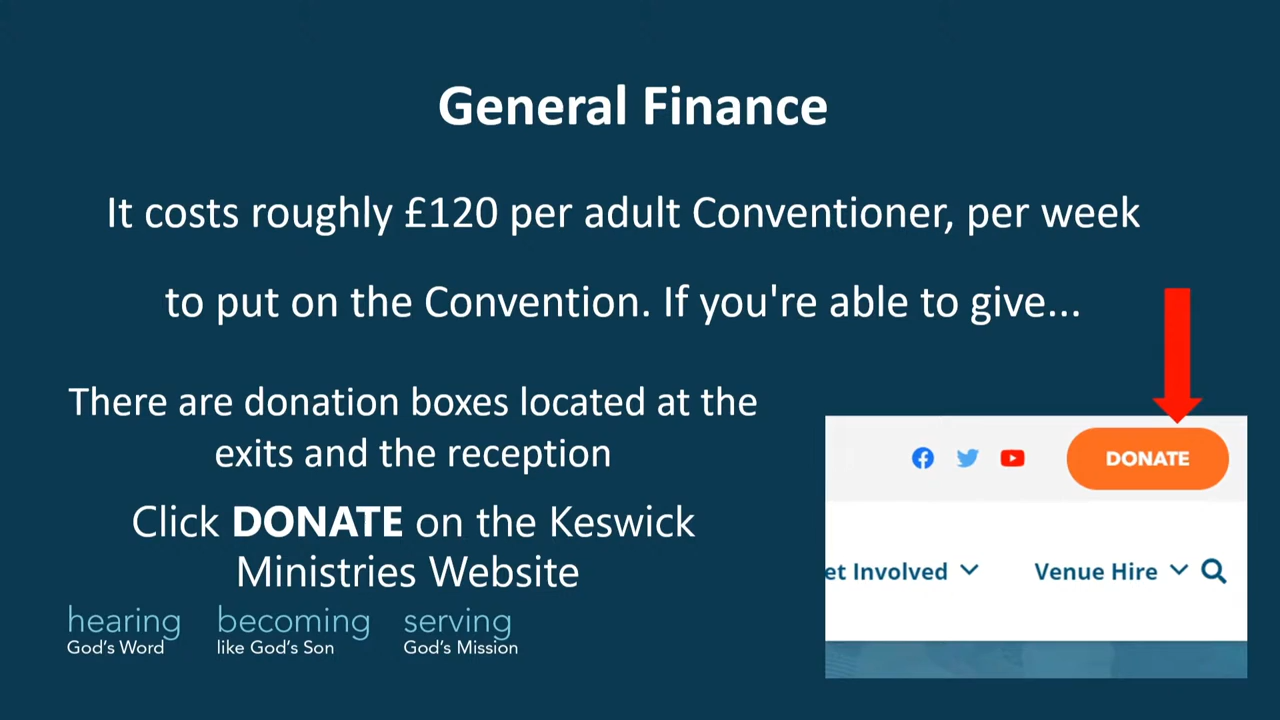 General Finance
It costs roughly £120 per adult Conventioner, per week
to put on the Convention. If you're able to give...
There are donation boxes located at the
exits and the reception
Click DONATE on the Keswick
Ministries Website
hearing becoming serving
God's Word like God's Son God's Mission
DONATE
et Involved Venue Hire